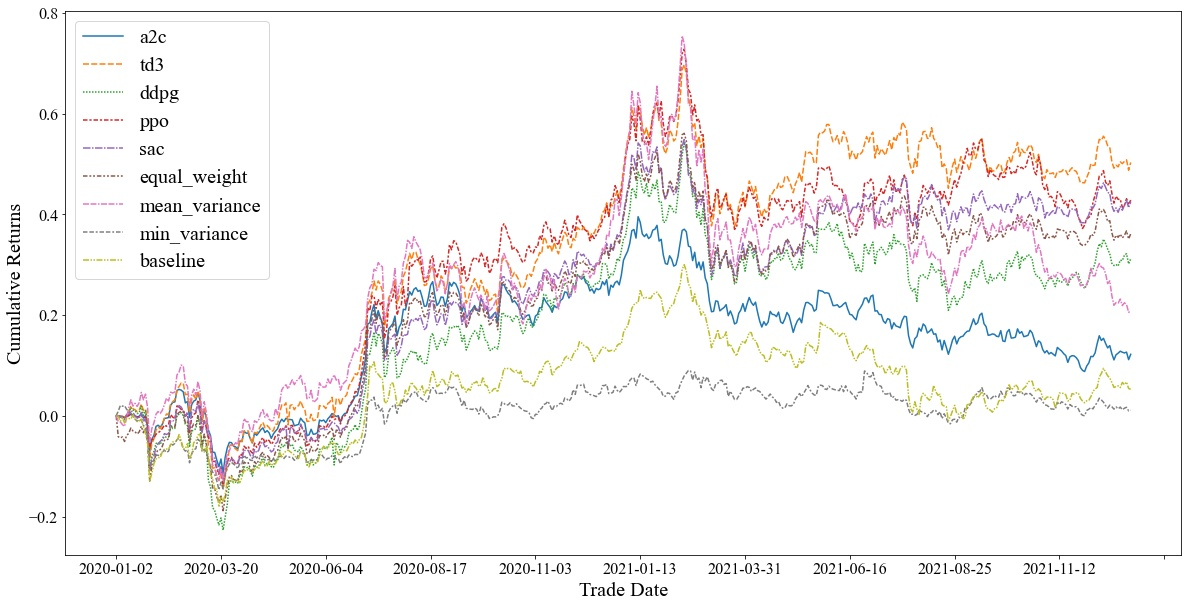 0.8
0.6
0.4
0.2
0.0
−0.2
Cumulative Returns
a2c
td3
ddpg
ppo
sac
equal_weight
mean_variance
min_variance
baseline
2020-01-02 2020-03-20 2020-06-04 2020-08-17 2020-11-03 2021-01-13 2021-03-31 2021-06-16 2021-08-25 2021-11-12
Trade Date